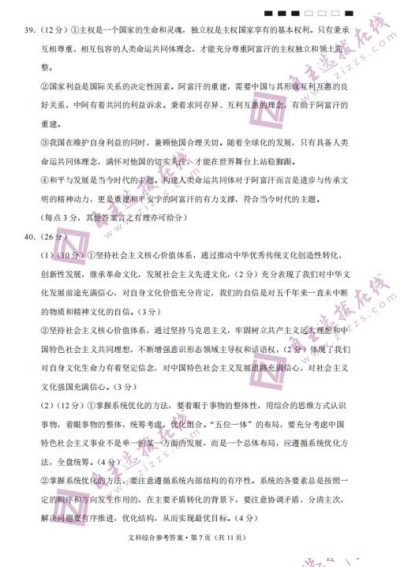 39.（12 分）①主权是一个国家的生命和灵魂，独立权是主权国家享有的基本权利。只有秉承
互相尊重、相互包容的人类命运共同体理念，才能充分尊重阿富汗的主权独立和领土完
整。
②国家利益是国际关系的决定性因素。阿富汗的重建，需要中国与其形成互利互惠的良
好关系，中阿有着共同的利益诉求。秉着求同存异、互利互惠的理念，有助于阿富汗的
重建。
③我国在维护自身利益的同时，兼顾他国合理关切。随着全球化的发展，只有具备人类
命运共同体理念，满怀对他国的切实关注，才能在世界舞台上站稳脚跟。
④和平与发展是当今时代的主题。构建人类命运共同体对于阿富汗而言是进步与传承文
明的精神动力，更是重建和平安宁的阿富汗的有力支撑，符合当今时代的主题。
（每点 3 分，其他答案言之有理亦可给分）
40.（26 分）
（1）（10 分）①坚持社会主义核心价值体系，通过推动中华优秀传统文化创造性转化、
创新性发展，继承革命文化，发展社会主义先进文化，（2 分）充分表现了我们对中华文
化发展前途充满信心，对自身文化价值充分肯定，我们的自信是对五千年来一直未中断
的物质和精神文化的自信。（3 分）
②坚持社会主义核心价值体系，通过坚持马克思主义，牢固树立共产主义远大理想和中
国特色社会主义共同理想，不断增强意识形态领域主导权和话语权，（2 分）体现了我们
对自身文化生命力有着坚定信念，对中国特色社会主义发展道路充满信心，对社会主义
文化强国充满信心。（3 分）
（2）（12 分）①掌握系统优化的方法，要着眼于事物的整体性，用综合的思维方式认识
事物，着眼事物的整体，统筹考虑，优化组合。“五位一体”的布局，要充分考虑中国
特色社会主义事业不是单一的某一方面的发展，而是一个总体布局，应遵循系统优化方
法，全盘统筹。（4 分）
②掌握系统优化的方法，要注意遵循系统内部结构的有序性。系统的各要素总是按照一
定的顺序和方向发生作用的，在主要矛盾转化的背景下，要注意协调矛盾，分清主次，
解决问题要有序推进，优化结构，从而实现最优目标。（4 分）
文科综合参考答案·第 7 页（共 11 页）
自主选拔在线
www.zizzs.com